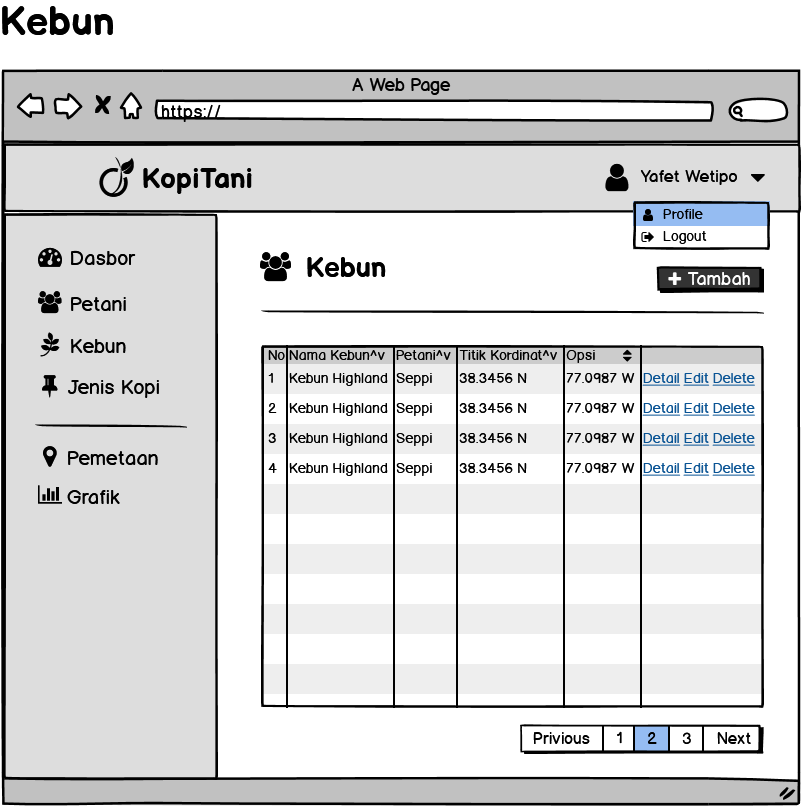 Kebun
A Web Page
https://
KopiTani
Yafet Wetipo
Profile
Logout
Dasbor
Petani
Kebun
Jenis Kopi
Pemetaan
Grafik
Kebun
+ Tambah
No Nama Kebun^v Petani^v Titik Kordinat^v Opsi
1 Kebun Highland Seppi 38.3456 N 77.0987 W Detail Edit Delete
2 Kebun Highland Seppi 38.3456 N 77.0987 W Detail Edit Delete
3 Kebun Highland Seppi 38.3456 N 77.0987 W Detail Edit Delete
4 Kebun Highland Seppi 38.3456 N 77.0987 W Detail Edit Delete
Privious 1 2 3 Next